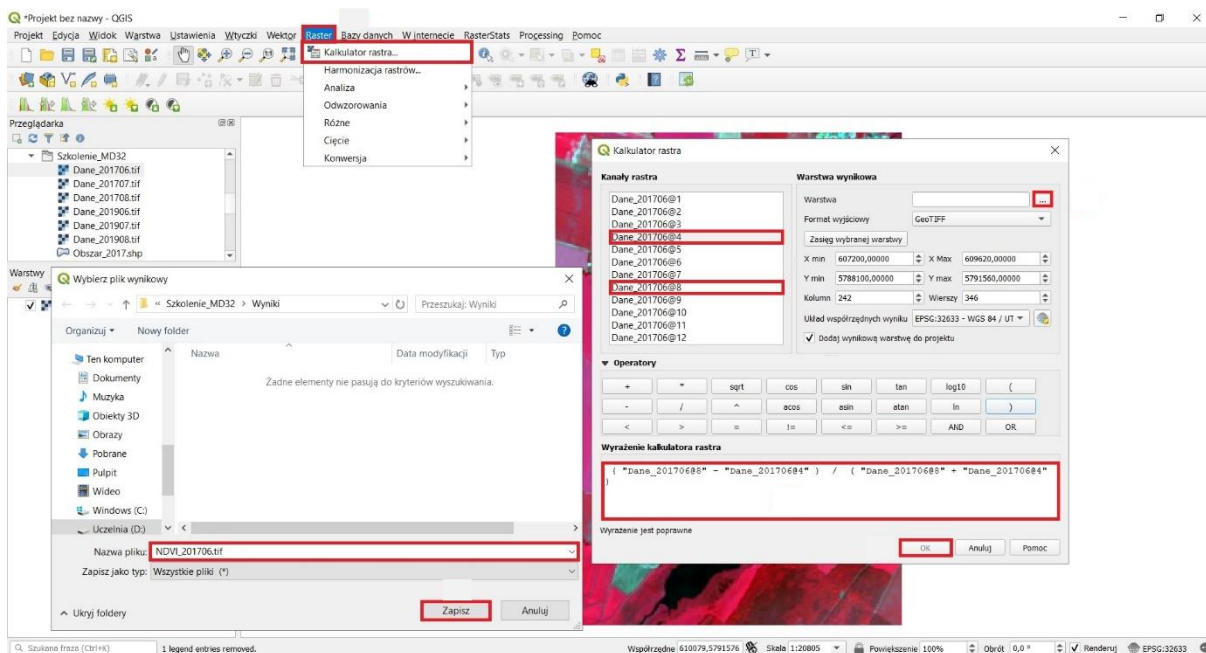 *Projekt bez nazwy - QGIS
Projekt Edycja Widok Warstwa Ustawienia Wtyczki Wektor Raster Bazy danych W internecie RasterStats Processing Pomoc
Kalkulator rastra...
Harmonizacja rastrów...
Analiza
Odwzorowania
Różne
Cięcie
Konwersja
Przeglądarka
Szkolenie_MD32
Dane_201706.tif
Dane_201707.tif
Dane_201708.tif
Dane_201906.tif
Dane_201907.tif
Dane_201908.tif
Obszar_2017.shp
Warstwy
Wybierz plik wynikowy
« Szkolenie_MD32 > Wyniki
Przeszukaj: Wyniki
Organizuj
Nowy folder
Ten komputer
Dokumenty
Muzyka
Obiekty 3D
Obrazy
Pobrane
Pulpit
Wideo
Windows (C:)
Uczelnia (D:)
Nazwa
Data modyfikacji
Typ
Żadne elementy nie pasują do kryteriów wyszukiwania.
Nazwa pliku: NDVI_201706.tif
Zapisz jako typ: Wszystkie pliki (*)
Ukryj foldery
Zapisz
Anuluj
Kalkulator rastra
Kanały rastra
Dane_201706@1
Dane_201706@2
Dane_201706@3
Dane_201706@4
Dane_201706@5
Dane_201706@6
Dane_201706@7
Dane_201706@8
Dane_201706@9
Dane_201706@10
Dane_201706@11
Dane_201706@12
Warstwa wynikowa
Warstwa
...
Format wyjściowy GeoTIFF
Zasięg wybranej warstwy
X min 607200,00000 X Max 609620,00000
Y min 5788100,00000 Y max 5791560,00000
Kolumn 242 Wierszy 346
Układ współrzędnych wyniku EPSG:32633 - WGS 84 / UT
Dodaj wynikową warstwę do projektu
Operatory
+ * sqrt cos sin tan log10 (
- / ^ acos asin atan ln )
< > = != <= >= AND OR
Wyrażenie kalkulatora rastra
( "Dane_201706@8" - "Dane_201706@4" ) / ( "Dane_201706@8" + "Dane_201706@4"
)
Wyrażenie jest poprawne
OK
Anuluj
Pomoc
Szukana fraza (Ctrl+K)
1 legend entries removed.
Współrzędne 610079,5791576 Skala 1:20805 Powiększenie 100% Obrót 0,0 ° Renderuj EPSG:32633